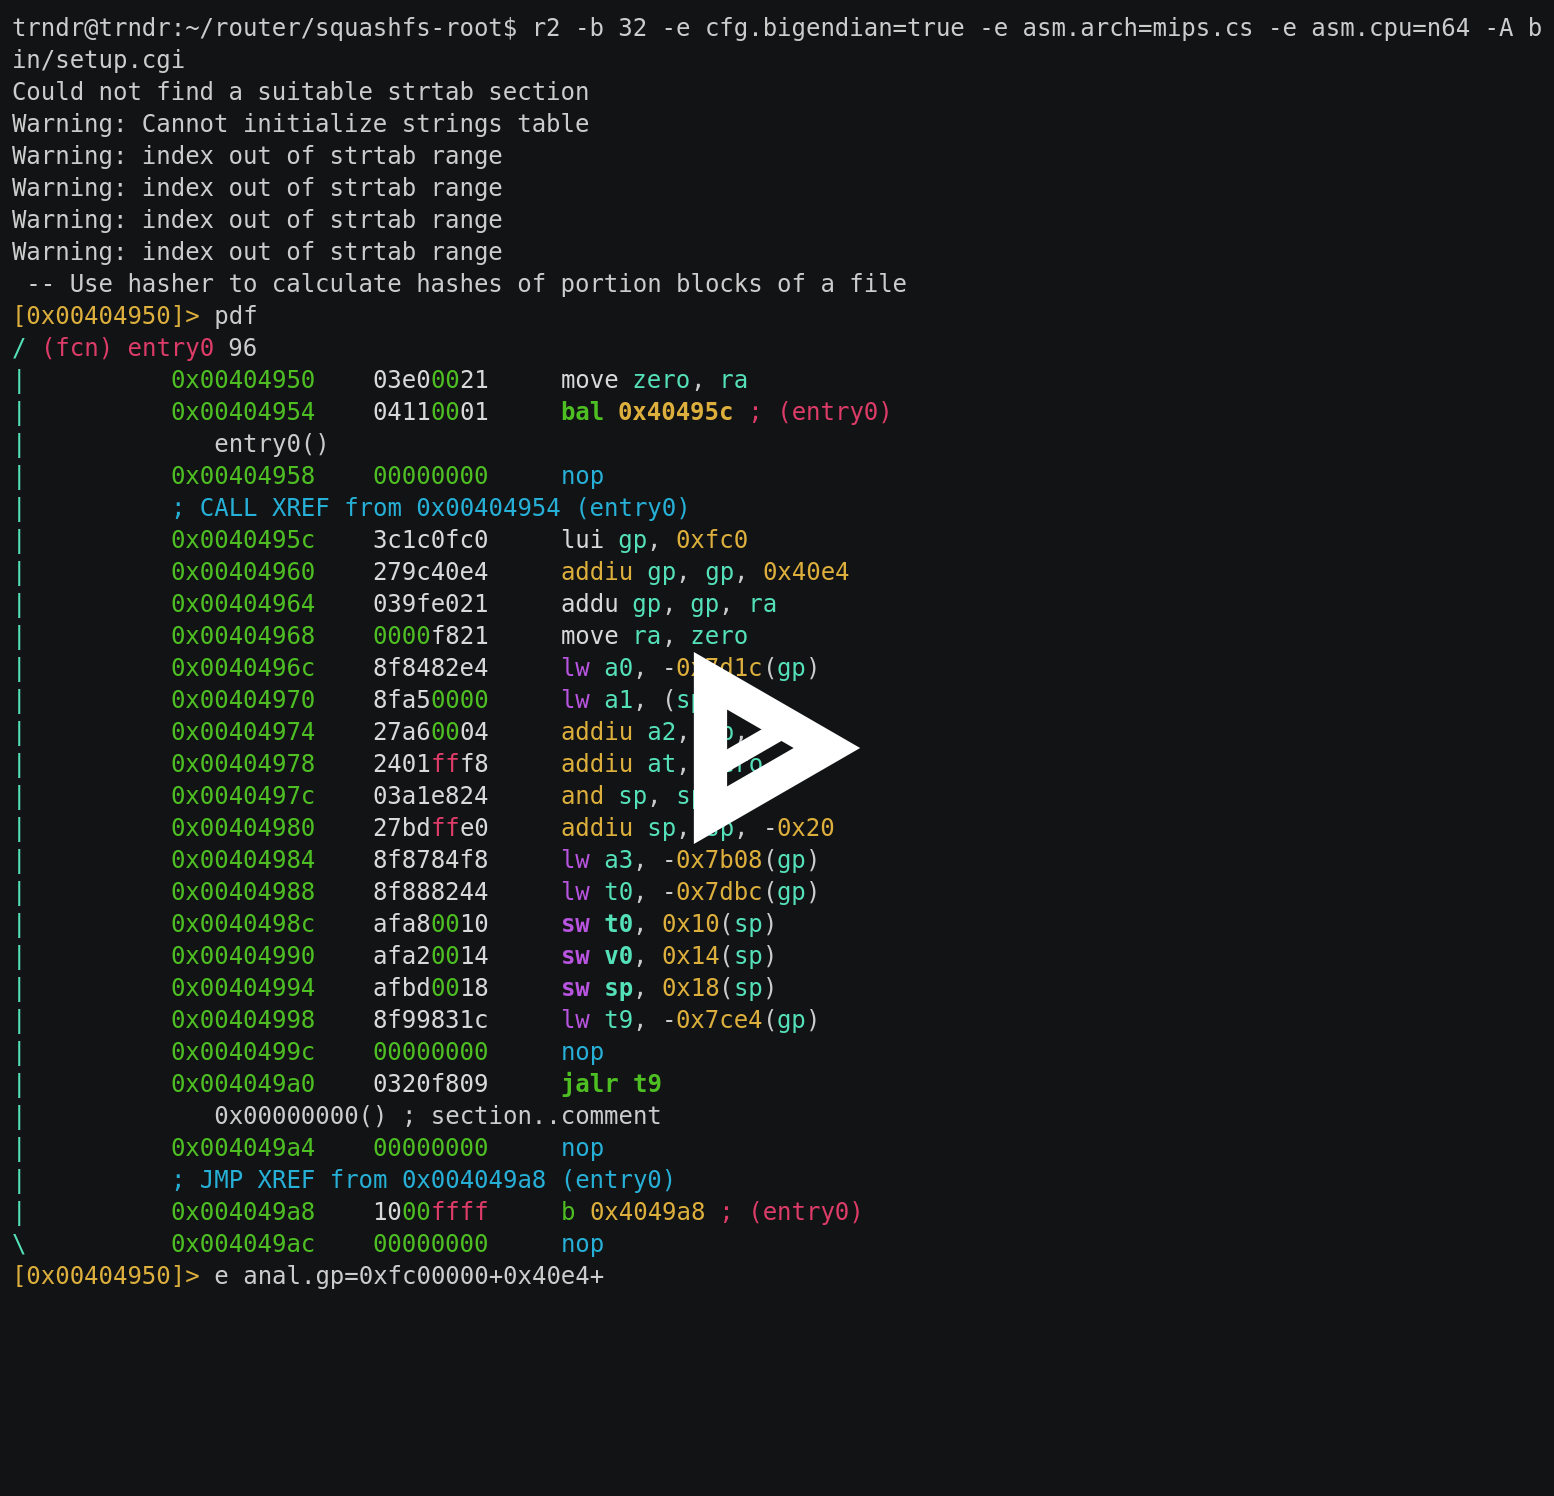 trndr@trndr:~/router/squashfs-root$ r2 -b 32 -e cfg.bigendian=true -e asm.arch=mips.cs -e asm.cpu=n64 -A b
in/setup.cgi
Could not find a suitable strtab section
Warning: Cannot initialize strings table
Warning: index out of strtab range
Warning: index out of strtab range
Warning: index out of strtab range
Warning: index out of strtab range
 -- Use hasher to calculate hashes of portion blocks of a file
[0x00404950]> pdf
/ (fcn) entry0 96
|          0x00404950    03e00021     move zero, ra
|          0x00404954    04110001     bal 0x40495c ; (entry0)
|             entry0()
|          0x00404958    00000000     nop
|          ; CALL XREF from 0x00404954 (entry0)
|          0x0040495c    3c1c0fc0     lui gp, 0xfc0
|          0x00404960    279c40e4     addiu gp, gp, 0x40e4
|          0x00404964    039fe021     addu gp, gp, ra
|          0x00404968    0000f821     move ra, zero
|          0x0040496c    8f8482e4     lw a0, -0x7d1c(gp)
|          0x00404970    8fa50000     lw a1,
|          0x00404974    27a60004     addiu a2,
|          0x00404978    2401fff8     addiu at,
|          0x0040497c    03a1e824     and sp,
|          0x00404980    27bdffe0     addiu sp, sp, -0x20
|          0x00404984    8f8784f8     lw a3, -0x7b08(gp)
|          0x00404988    8f888244     lw t0, -0x7dbc(gp)
|          0x0040498c    afa80010     sw t0, 0x10(sp)
|          0x00404990    afa20014     sw v0, 0x14(sp)
|          0x00404994    afbd0018     sw sp, 0x18(sp)
|          0x00404998    8f99831c     lw t9, -0x7ce4(gp)
|          0x0040499c    00000000     nop
|          0x004049a0    0320f809     jalr t9
|             0x00000000() ; section..comment
|          0x004049a4    00000000     nop
|          ; JMP XREF from 0x004049a8 (entry0)
|          0x004049a8    1000ffff     b 0x4049a8 ; (entry0)
\          0x004049ac    00000000     nop
[0x00404950]> e anal.gp=0xfc00000+0x40e4+